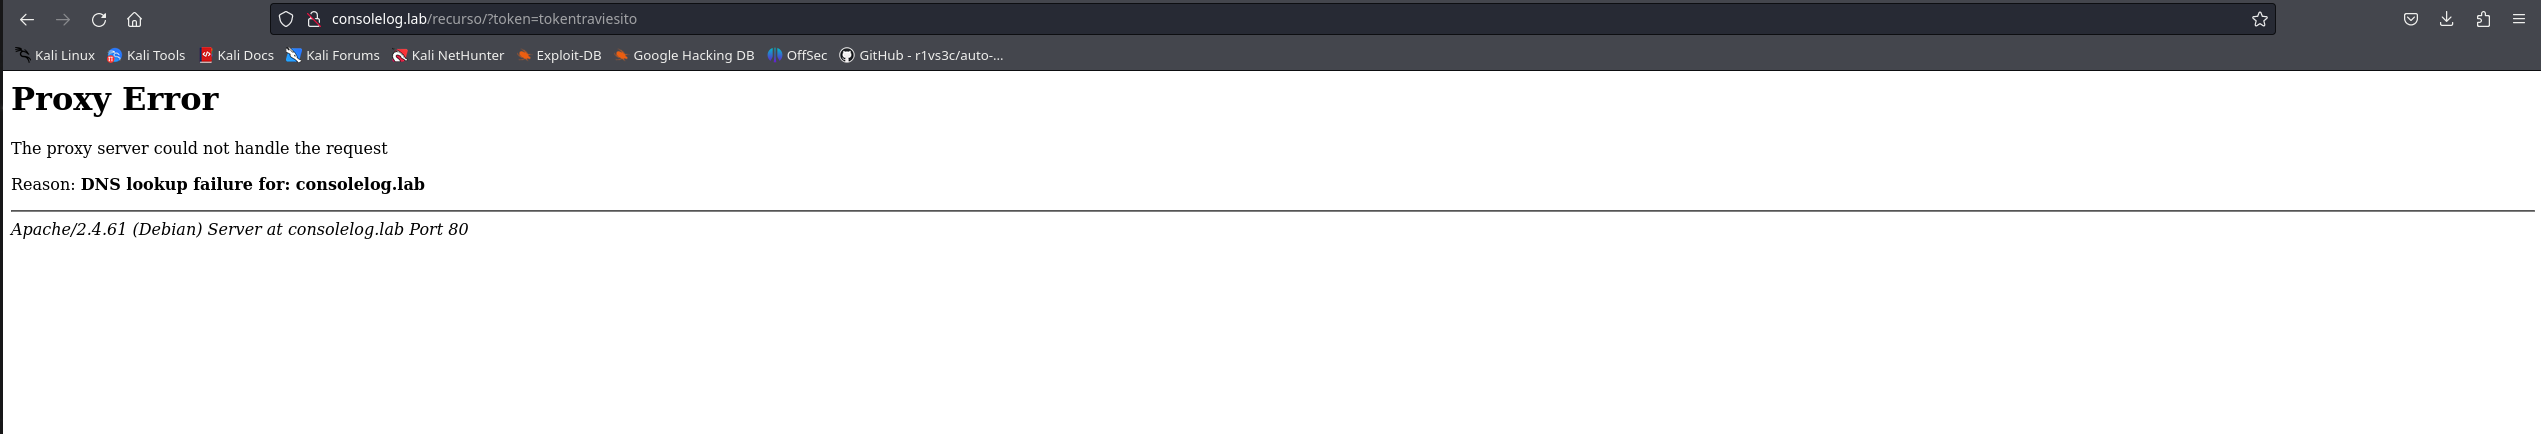 consolelog.lab/recurso/?token=tokentraviesito
Kali Linux Kali Tools Kali Docs Kali Forums Kali NetHunter Exploit-DB Google Hacking DB OffSec GitHub - r1vs3c/auto-...
Proxy Error
The proxy server could not handle the request
Reason: DNS lookup failure for: consolelog.lab
Apache/2.4.61 (Debian) Server at consolelog.lab Port 80